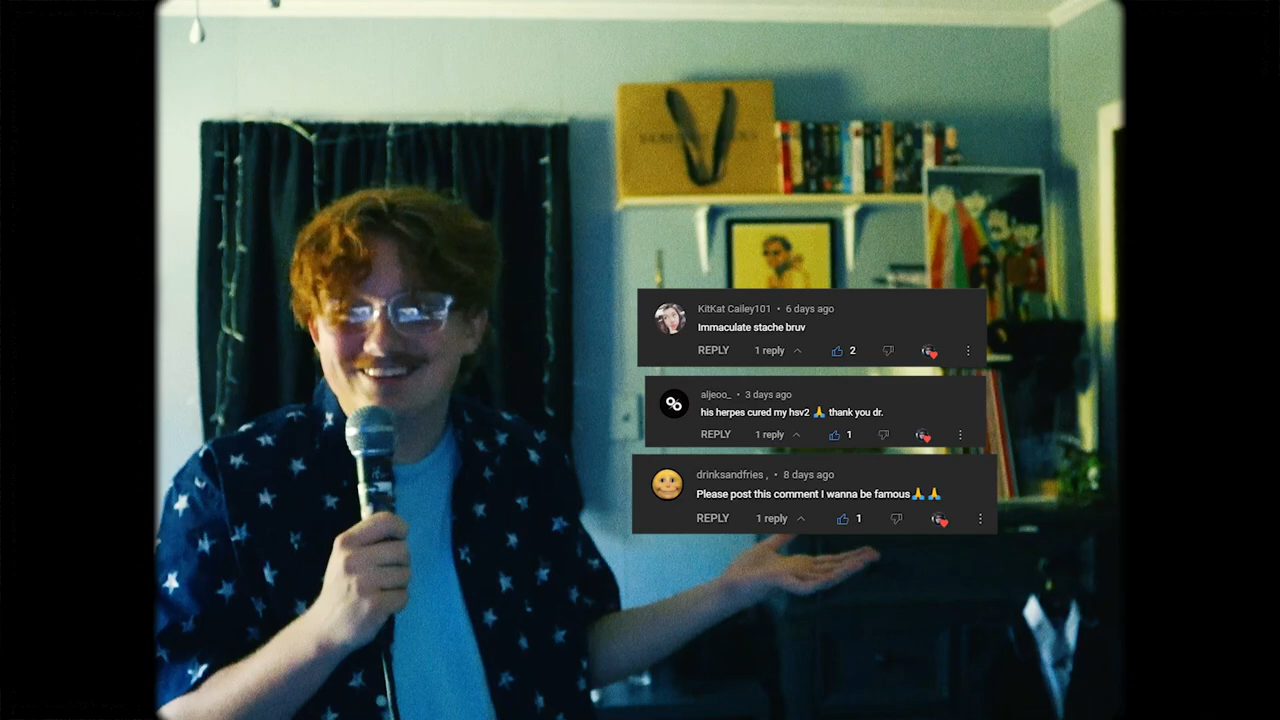 KitKat Cailey101 • 6 days ago
Immaculate stache bruv
REPLY 1 reply 2
aljeoo_ • 3 days ago
his herpes cured my hsv2 🙏 thank you dr.
REPLY 1 reply 1
drinksandfries , • 8 days ago
Please post this comment I wanna be famous🙏🙏
REPLY 1 reply 1